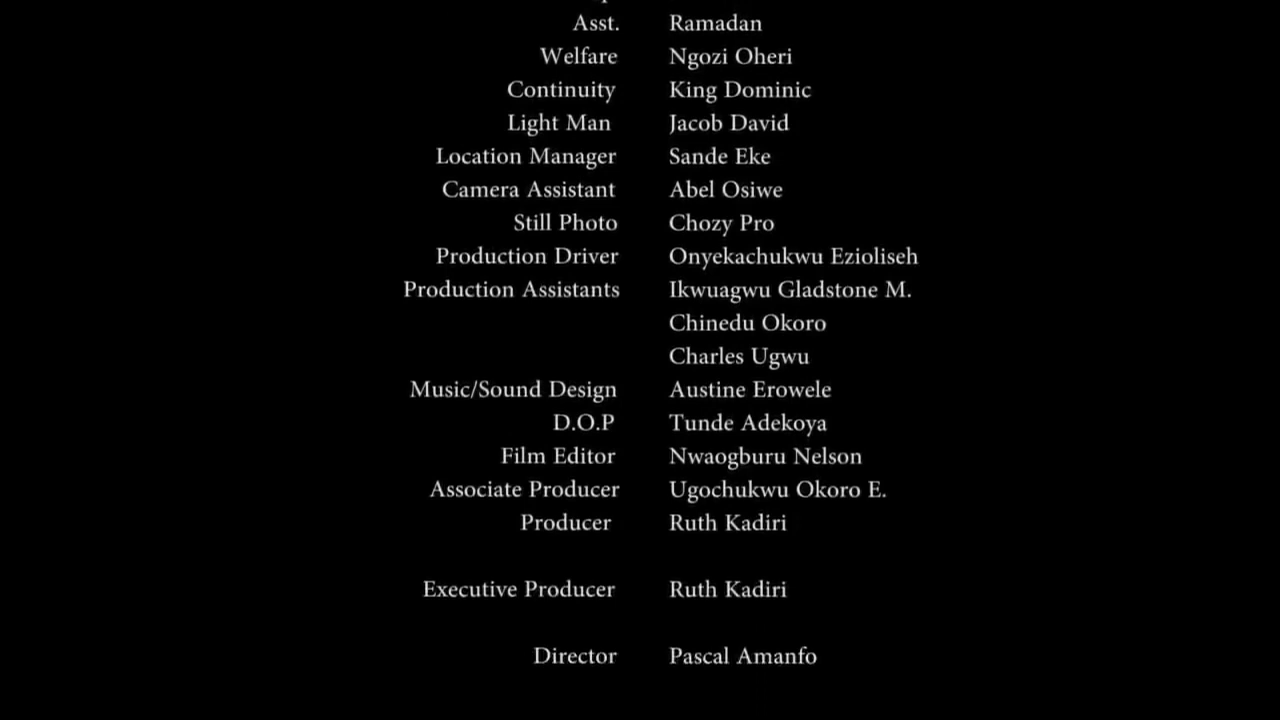 Asst. Ramadan
Welfare Ngozi Oheri
Continuity King Dominic
Light Man Jacob David
Location Manager Sande Eke
Camera Assistant Abel Osiwe
Still Photo Chozy Pro
Production Driver Onyekachukwu Ezioliseh
Production Assistants Ikwuagwu Gladstone M.
Chinedu Okoro
Charles Ugwu
Music/Sound Design Austine Erowele
D.O.P Tunde Adekoya
Film Editor Nwaogburu Nelson
Associate Producer Ugochukwu Okoro E.
Producer Ruth Kadiri
Executive Producer Ruth Kadiri
Director Pascal Amanfo